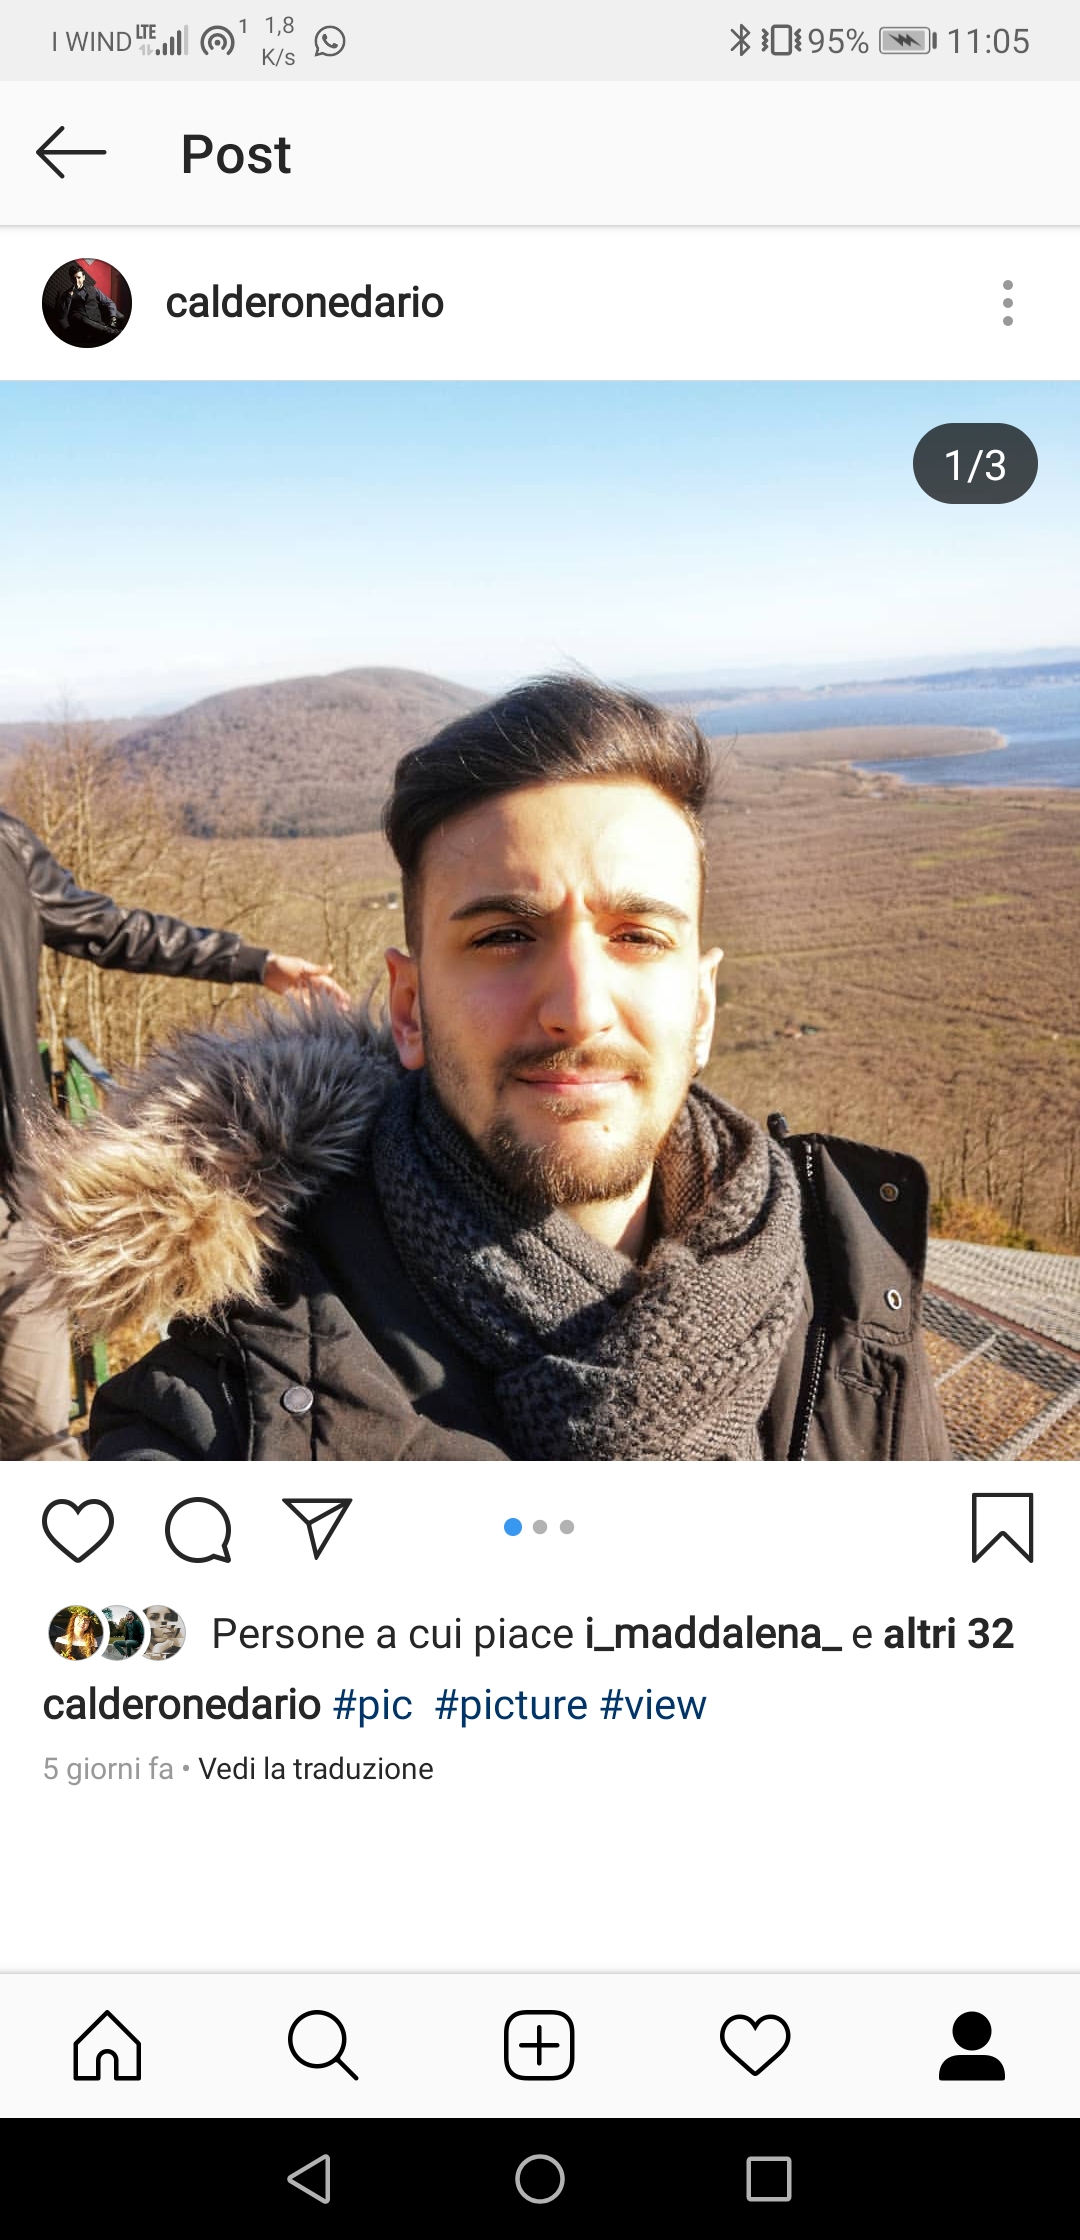 I WIND LTE 1 1,8 K/s 95% 11:05
Post
calderonedario
1/3
Persone a cui piace i_maddalena_ e altri 32
calderonedario #pic #picture #view
5 giorni fa • Vedi la traduzione